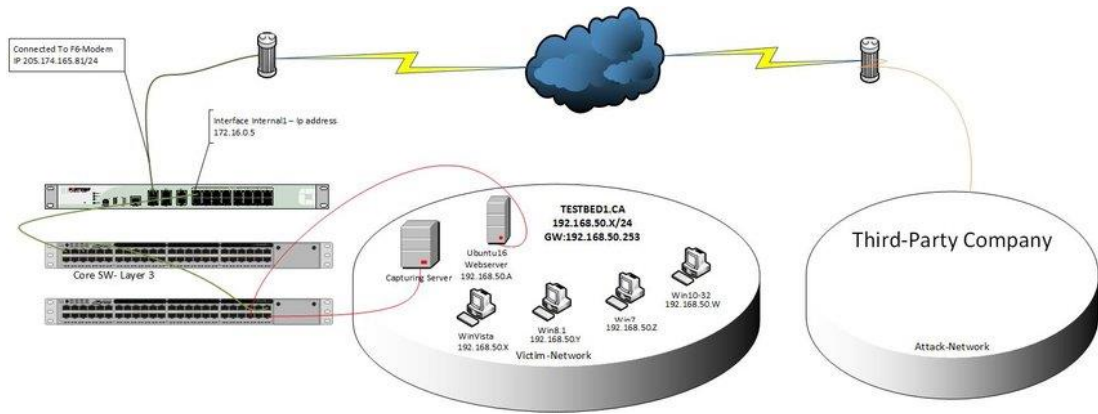 Connected To F6-Modem
IP 205.174.165.81/24
Interface Internal1 – Ip address
172.16.0.5
Core SW- Layer 3
TESTBED1.CA
192.168.50.X/24
GW:192.168.50.253
Capturing Server
Ubuntu16
Webserver
192.168.50.A
WinVista
192.168.50.X
Win8.1
192.168.50.Y
Win7
192.168.50.Z
Win10-32
192.168.50.W
Victim-Network
Third-Party Company
Attack-Network